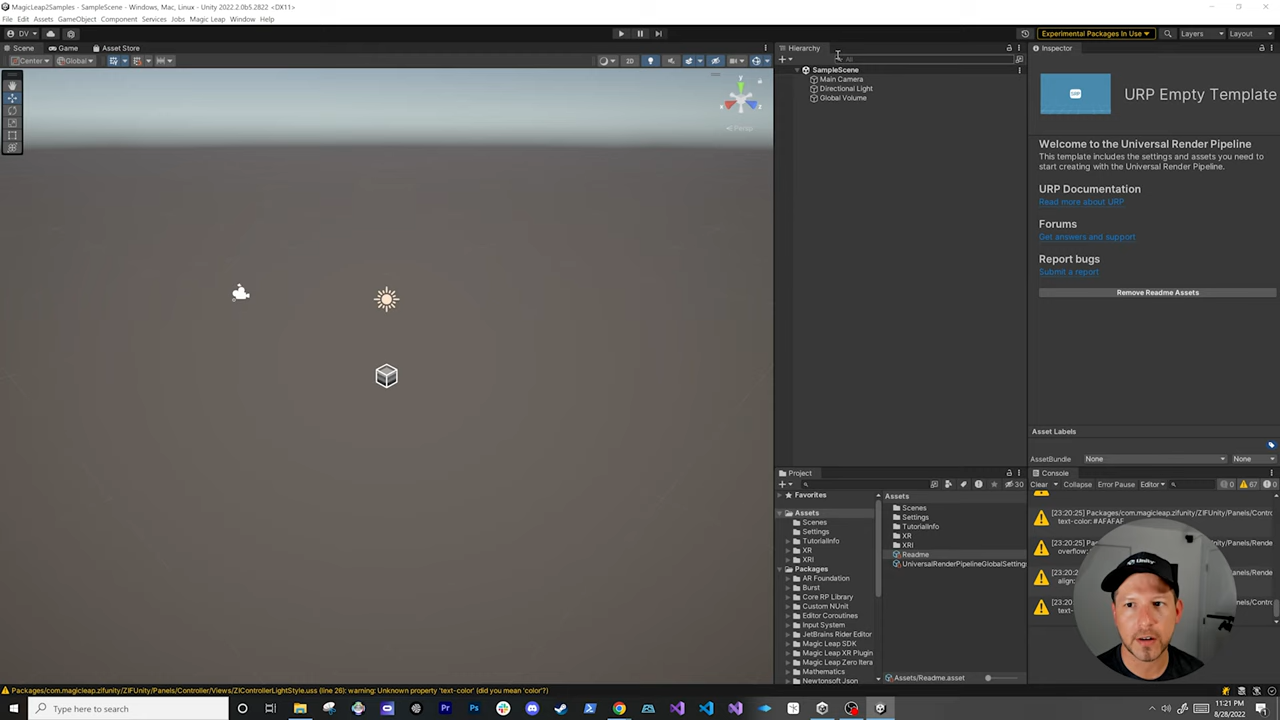 MagicLeap2Samples - SampleScene - Windows, Mac, Linux - Unity 2022.2.0b5.2822 <DX11>
File Edit Assets GameObject Component Services Jobs Magic Leap Window Help
DV
Experimental Packages In Use
Layers
Layout
Scene
Game
Asset Store
Center
Global
2D
y
x
z
Persp
Hierarchy
All
SampleScene
Main Camera
Directional Light
Global Volume
Inspector
URP
URP Empty Template
Welcome to the Universal Render Pipeline
This template includes the settings and assets you need to
start creating with the Universal Render Pipeline.
URP Documentation
Read more about URP
Forums
Get answers and support
Report bugs
Submit a report
Remove Readme Assets
Asset Labels
AssetBundle
None
None
Project
30
Favorites
Assets
Scenes
Settings
TutorialInfo
XR
XRI
Packages
AR Foundation
Burst
Core RP Library
Custom NUnit
Editor Coroutines
Input System
JetBrains Rider Editor
Magic Leap SDK
Magic Leap XR Plugin
Magic Leap Zero Itera
Mathematics
Newtonsoft Json
Assets
Scenes
Settings
TutorialInfo
XR
XRI
Readme
UniversalRenderPipelineGlobalSettings
Assets/Readme.asset
Console
Clear
Collapse
Error Pause
Editor
0
67
0
[23:20:25] Packages/com.magicleap.zifunity/ZIFUnity/Panels/Contro
text-color: #AFAFAF
[23:20:25] Pack
Panels/Rende
overflow:
[23:20
align:
[23:20
text-
unity
Packages/com.magicleap.zifunity/ZIFUnity/Panels/Controller/Views/ZIControllerLightStyle.uss (line 26): warning: Unknown property 'text-color' (did you mean 'color'?)
Type here to search
11:21 PM
8/28/2022